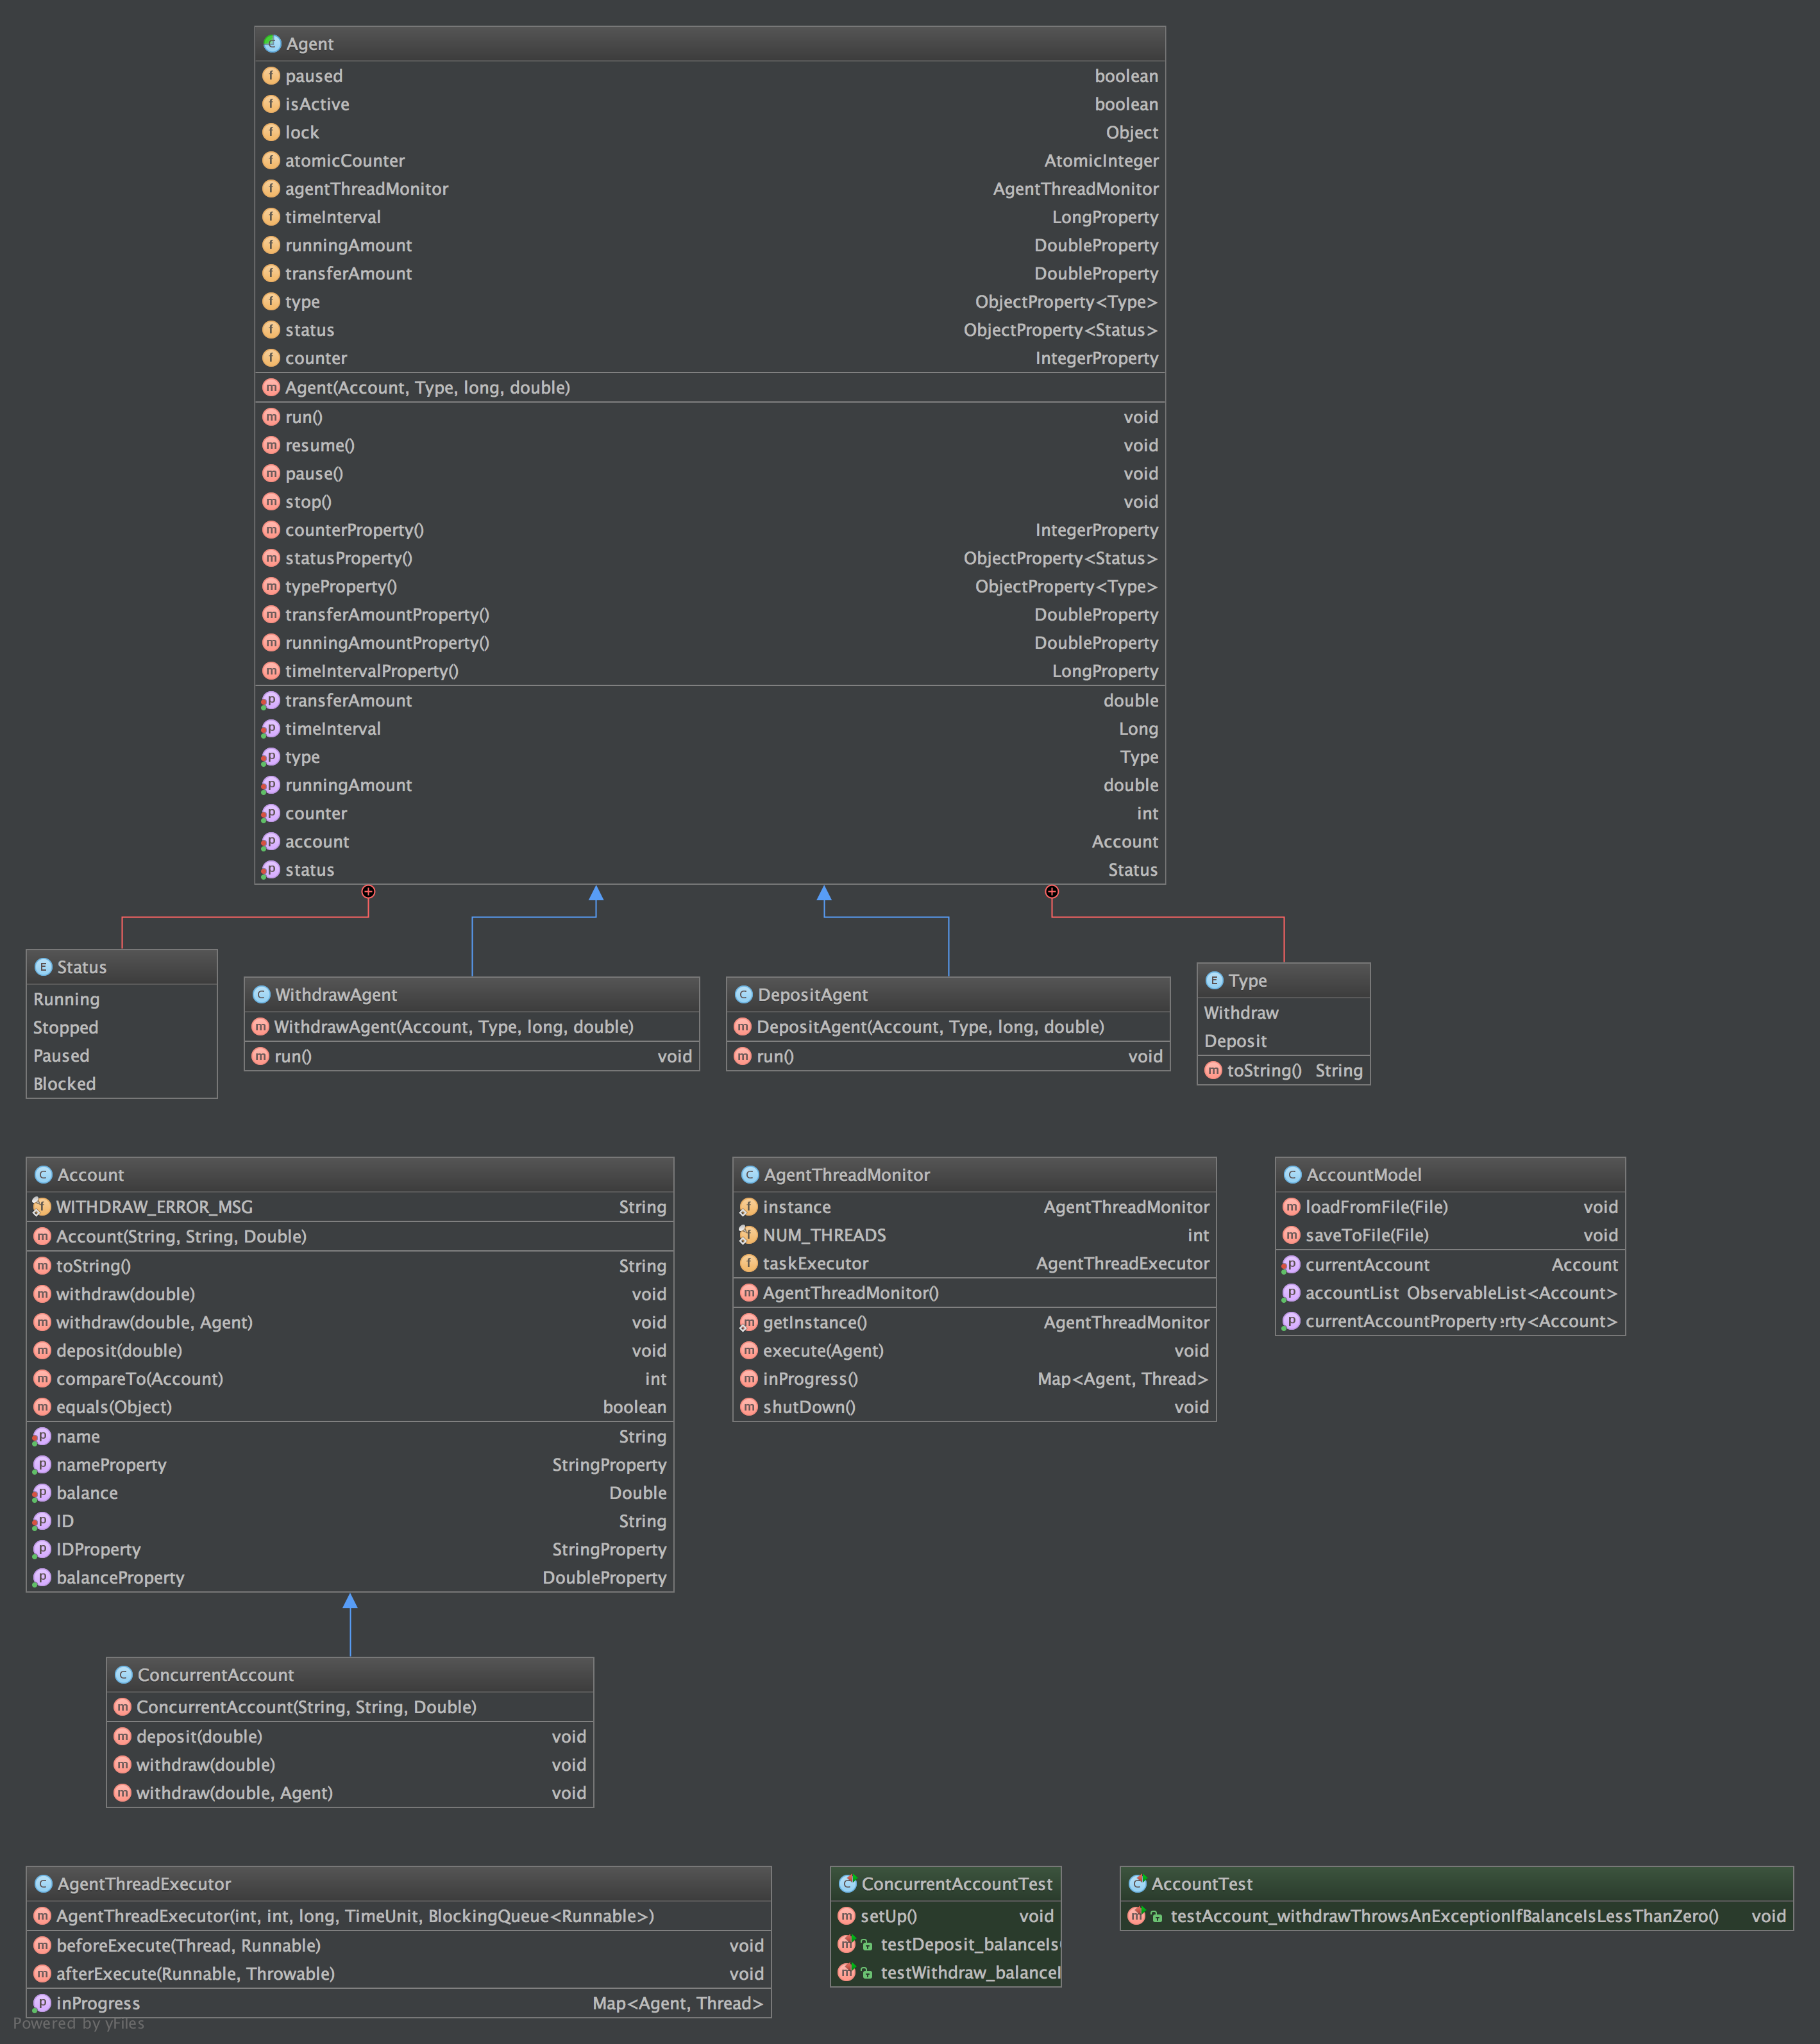 Agent
paused boolean
isActive boolean
lock Object
atomicCounter AtomicInteger
agentThreadMonitor AgentThreadMonitor
timeInterval LongProperty
runningAmount DoubleProperty
transferAmount DoubleProperty
type ObjectProperty<Type>
status ObjectProperty<Status>
counter IntegerProperty
Agent(Account, Type, long, double)
run() void
resume() void
pause() void
stop() void
counterProperty() IntegerProperty
statusProperty() ObjectProperty<Status>
typeProperty() ObjectProperty<Type>
transferAmountProperty() DoubleProperty
runningAmountProperty() DoubleProperty
timeIntervalProperty() LongProperty
transferAmount double
timeInterval Long
type Type
runningAmount double
counter int
account Account
status Status
Status
Running
Stopped
Paused
Blocked
WithdrawAgent
WithdrawAgent(Account, Type, long, double)
run() void
DepositAgent
DepositAgent(Account, Type, long, double)
run() void
Type
Withdraw
Deposit
toString() String
Account
WITHDRAW_ERROR_MSG String
Account(String, String, Double)
toString() String
withdraw(double) void
withdraw(double, Agent) void
deposit(double) void
compareTo(Account) int
equals(Object) boolean
name String
nameProperty StringProperty
balance Double
ID String
IDProperty StringProperty
balanceProperty DoubleProperty
AgentThreadMonitor
instance AgentThreadMonitor
NUM_THREADS int
taskExecutor AgentThreadExecutor
AgentThreadMonitor()
getInstance() AgentThreadMonitor
execute(Agent) void
inProgress() Map<Agent, Thread>
shutDown() void
AccountModel
loadFromFile(File) void
saveToFile(File) void
currentAccount Account
accountList ObservableList<Account>
currentAccountProperty rty<Account>
ConcurrentAccount
ConcurrentAccount(String, String, Double)
deposit(double) void
withdraw(double) void
withdraw(double, Agent) void
AgentThreadExecutor
AgentThreadExecutor(int, int, long, TimeUnit, BlockingQueue<Runnable>)
beforeExecute(Thread, Runnable) void
afterExecute(Runnable, Throwable) void
inProgress Map<Agent, Thread>
ConcurrentAccountTest
setUp() void
testDeposit_balanceIs
testWithdraw_balanceI
AccountTest
testAccount_withdrawThrowsAnExceptionIfBalanceIsLessThanZero() void
Powered by yFiles